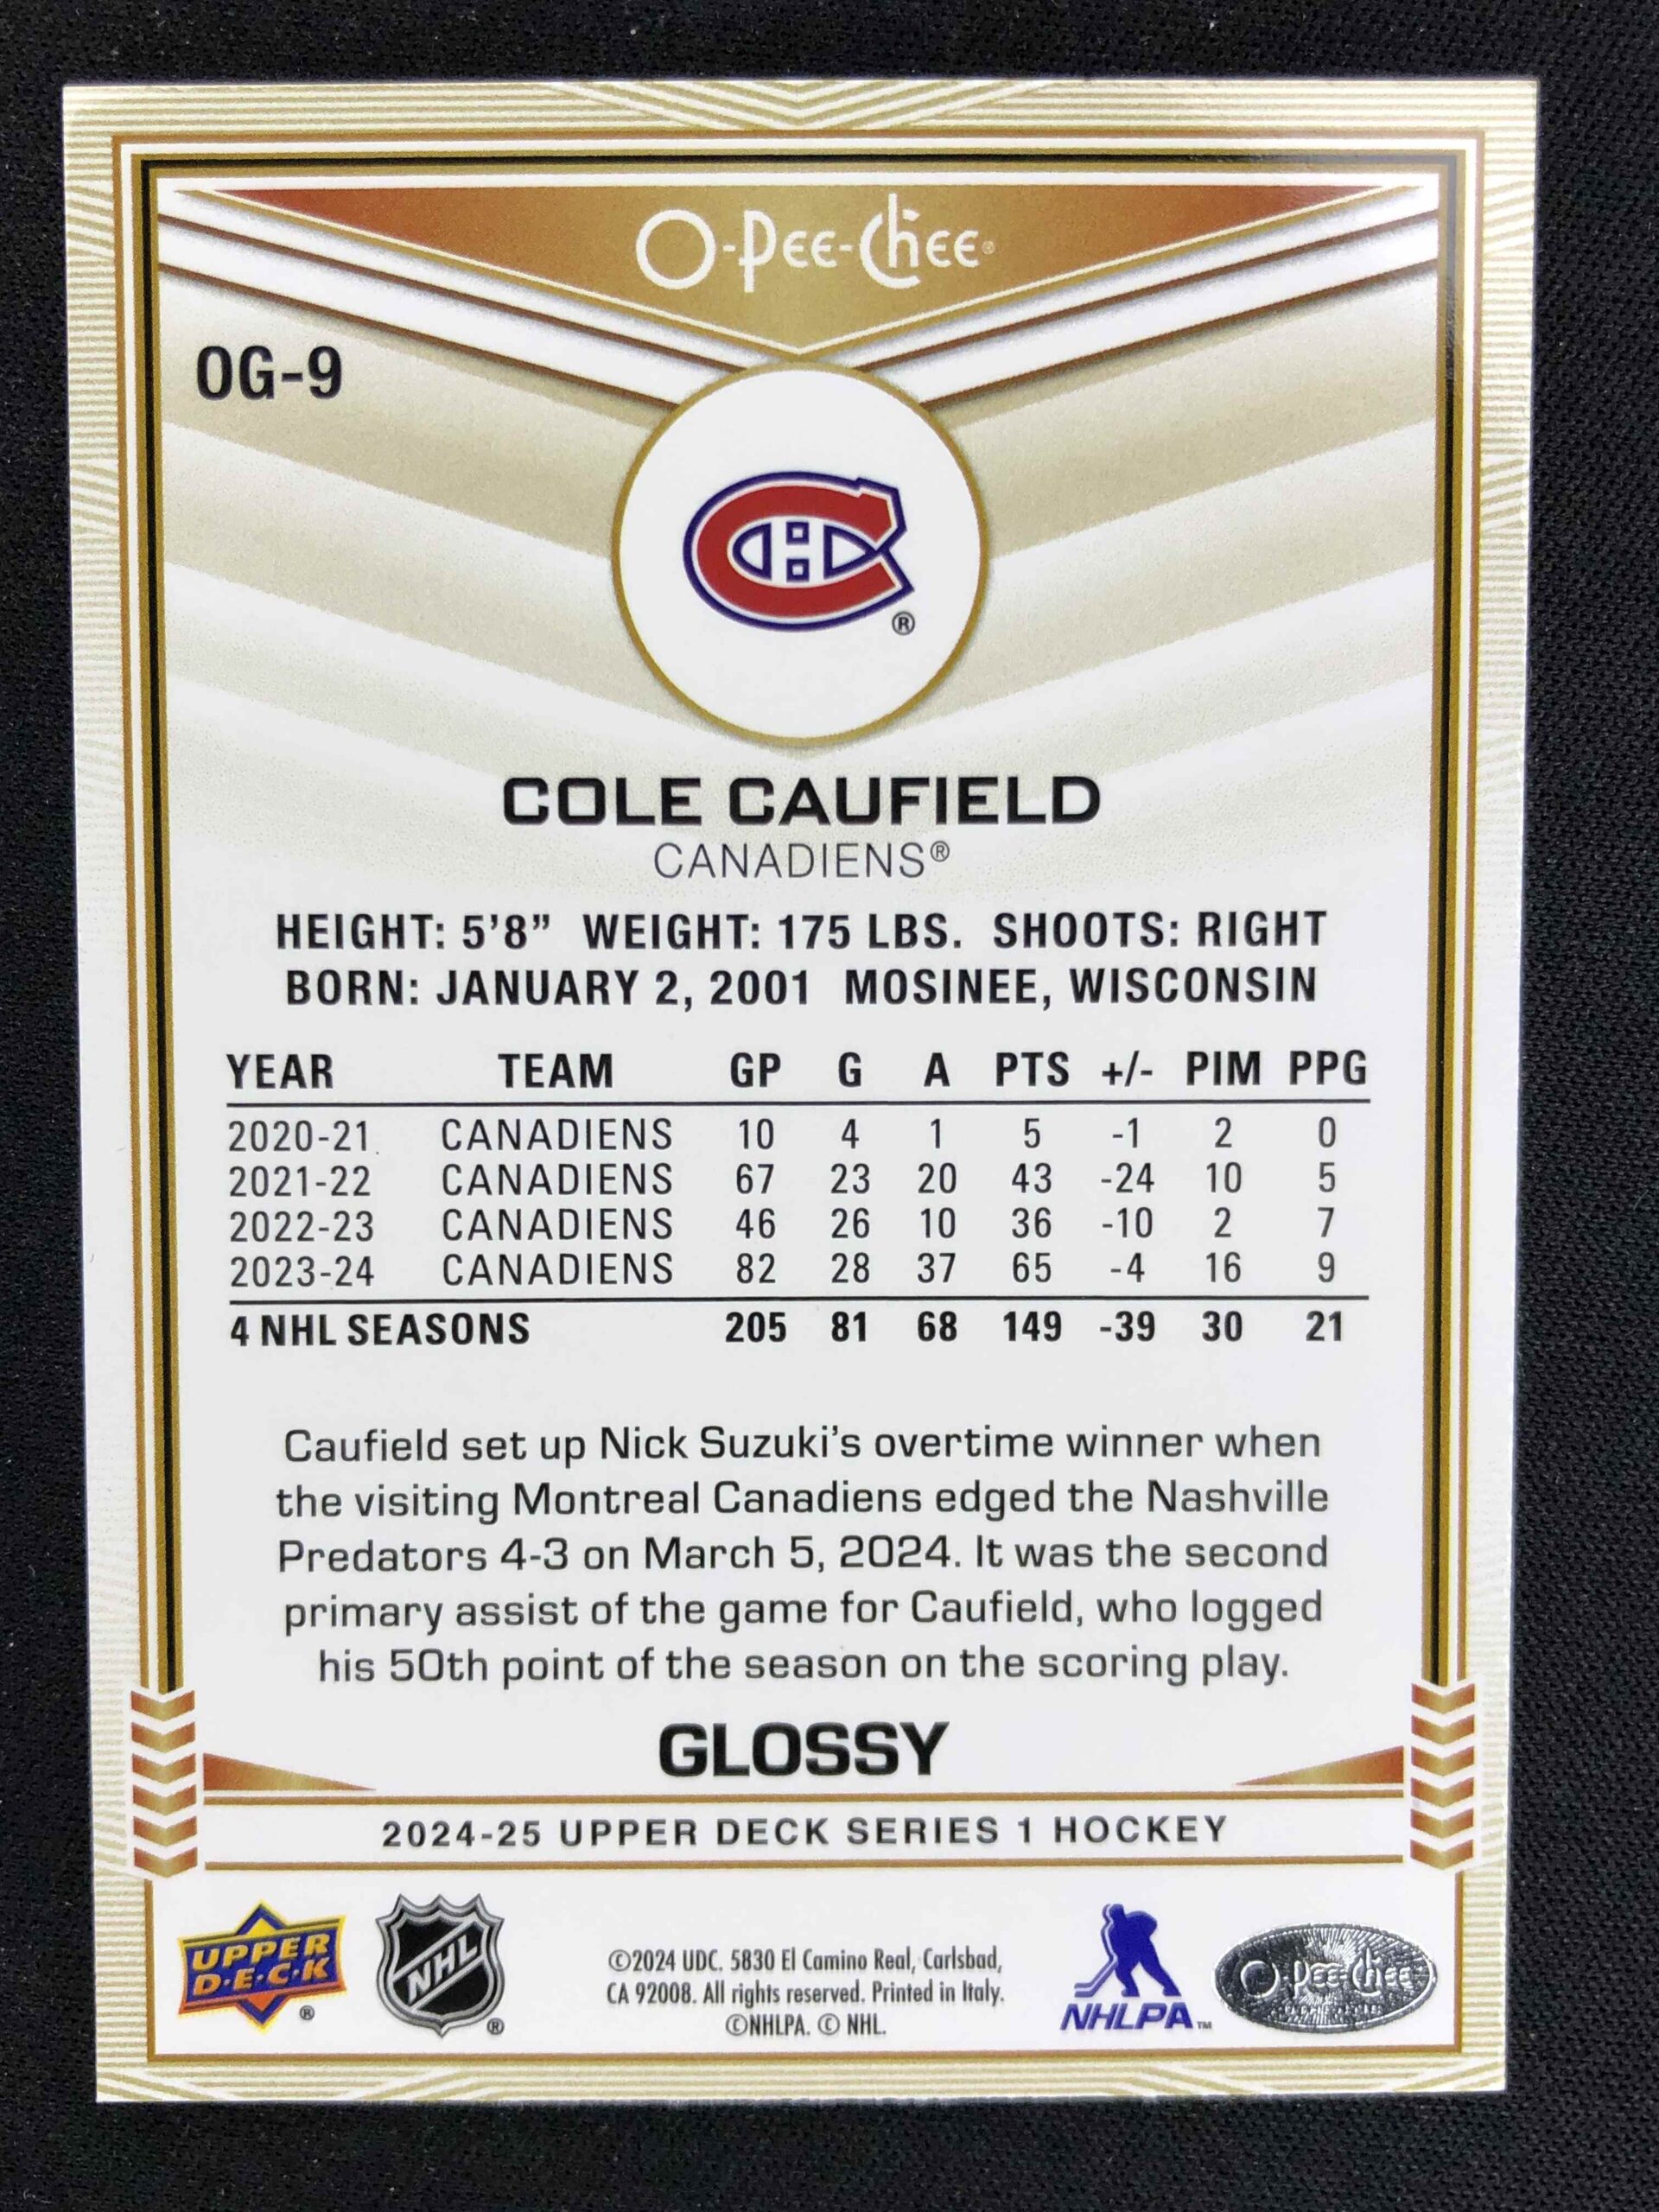 O-Pee-Chee®
OG-9
®
COLE CAUFIELD
CANADIENS®
HEIGHT: 5'8” WEIGHT: 175 LBS. SHOOTS: RIGHT
BORN: JANUARY 2, 2001 MOSINEE, WISCONSIN
YEAR TEAM GP G A PTS +/- PIM PPG
2020-21 CANADIENS 10 4 1 5 -1 2 0
2021-22 CANADIENS 67 23 20 43 -24 10 5
2022-23 CANADIENS 46 26 10 36 -10 2 7
2023-24 CANADIENS 82 28 37 65 -4 16 9
4 NHL SEASONS 205 81 68 149 -39 30 21
Caufield set up Nick Suzuki's overtime winner when
the visiting Montreal Canadiens edged the Nashville
Predators 4-3 on March 5, 2024. It was the second
primary assist of the game for Caufield, who logged
his 50th point of the season on the scoring play.
GLOSSY
2024-25 UPPER DECK SERIES 1 HOCKEY
UPPER
D·E·C·K
®
NHL
®
©2024 UDC. 5830 El Camino Real, Carlsbad,
CA 92008. All rights reserved. Printed in Italy.
©NHLPA. © NHL.
NHLPA™
O-Pee-Chee